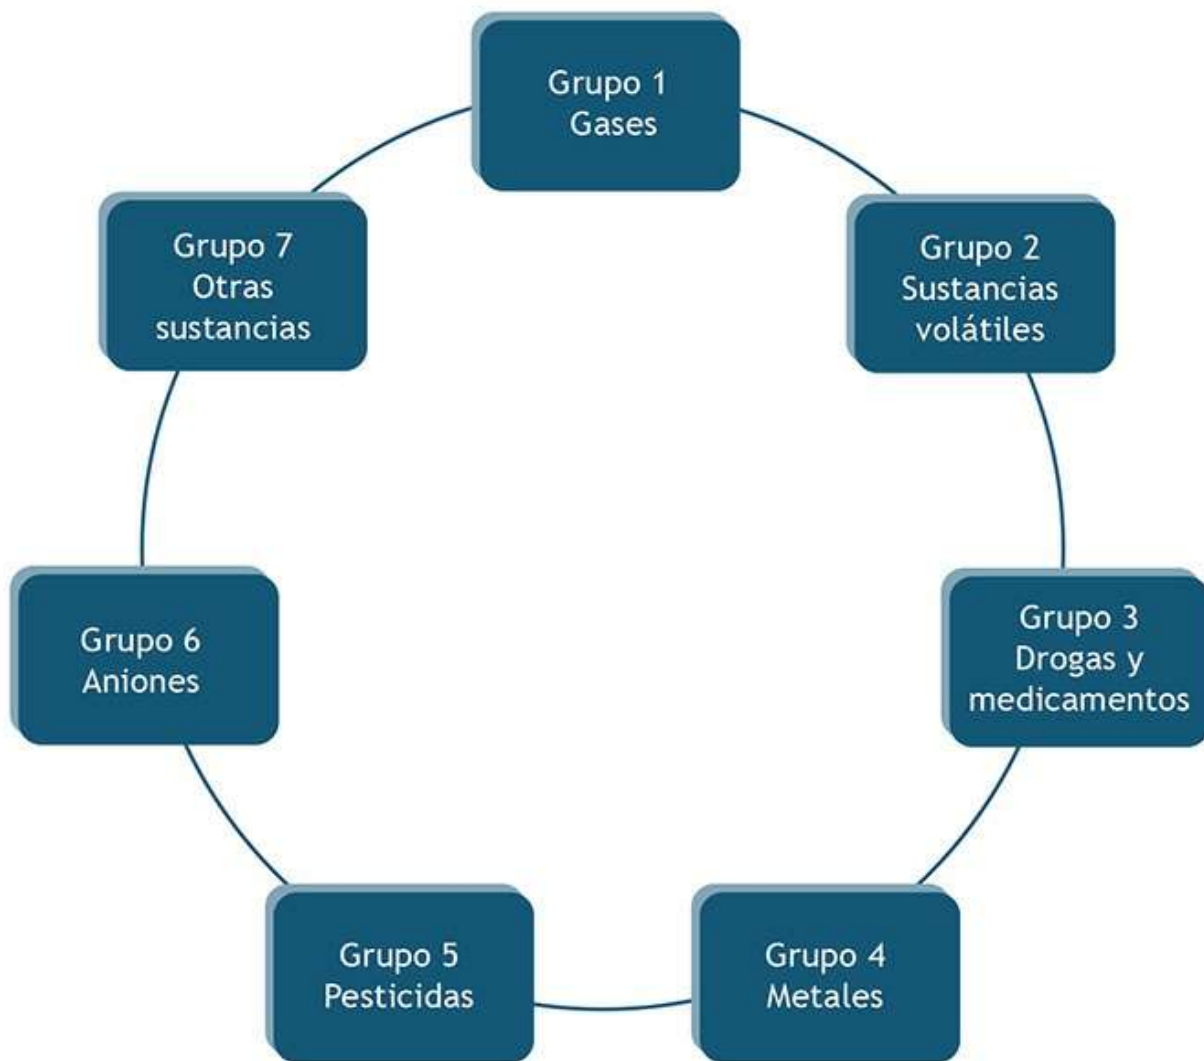 Grupo 1
Gases
Grupo 2
Sustancias
volátiles
Grupo 3
Drogas y
medicamentos
Grupo 4
Metales
Grupo 5
Pesticidas
Grupo 6
Aniones
Grupo 7
Otras
sustancias